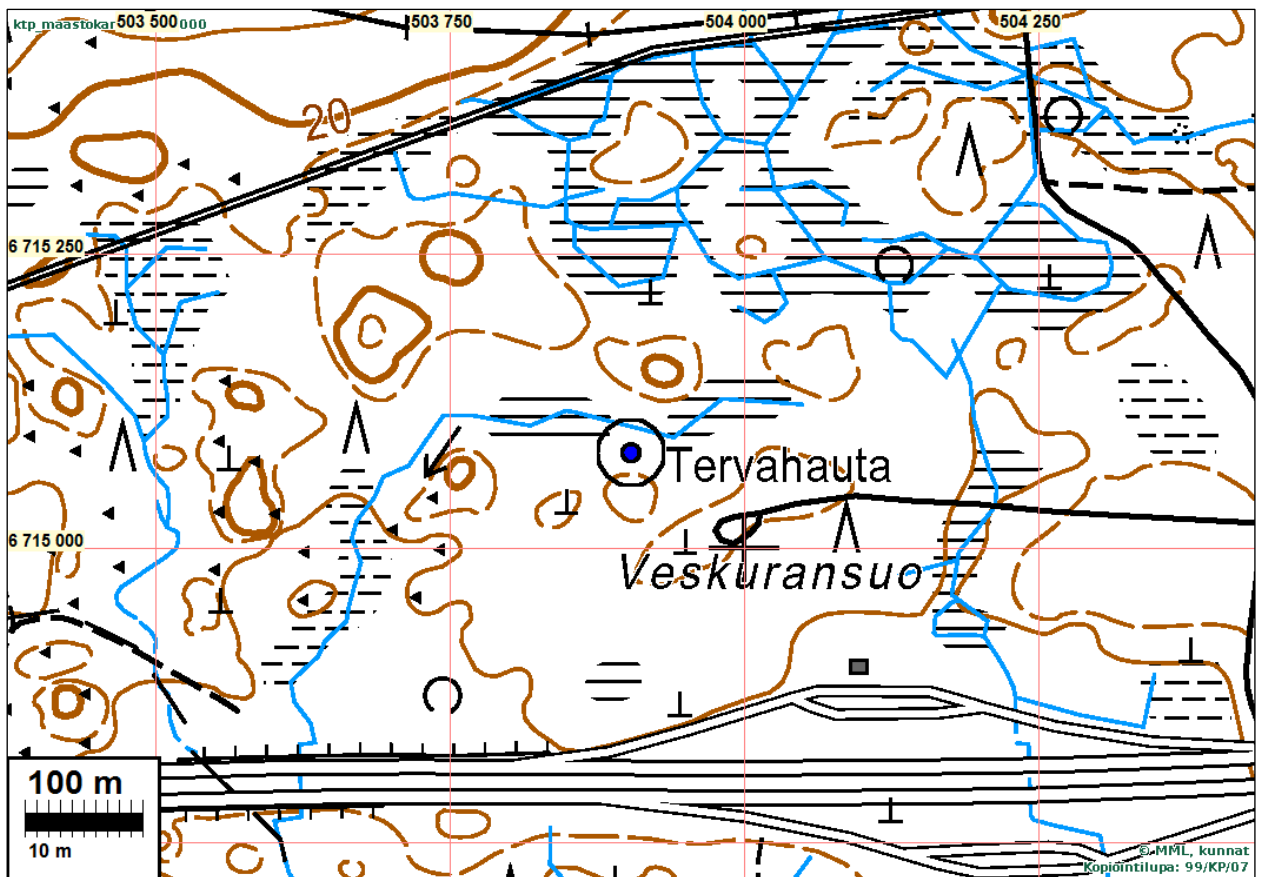 ktp_maastokar 000
503 500
503 750
504 000
504 250
20
6 715 250
Tervahauta
6 715 000
Veskuransuo
100 m
10 m
© MML, kunnat
Kopiointilupa: 99/KP/07